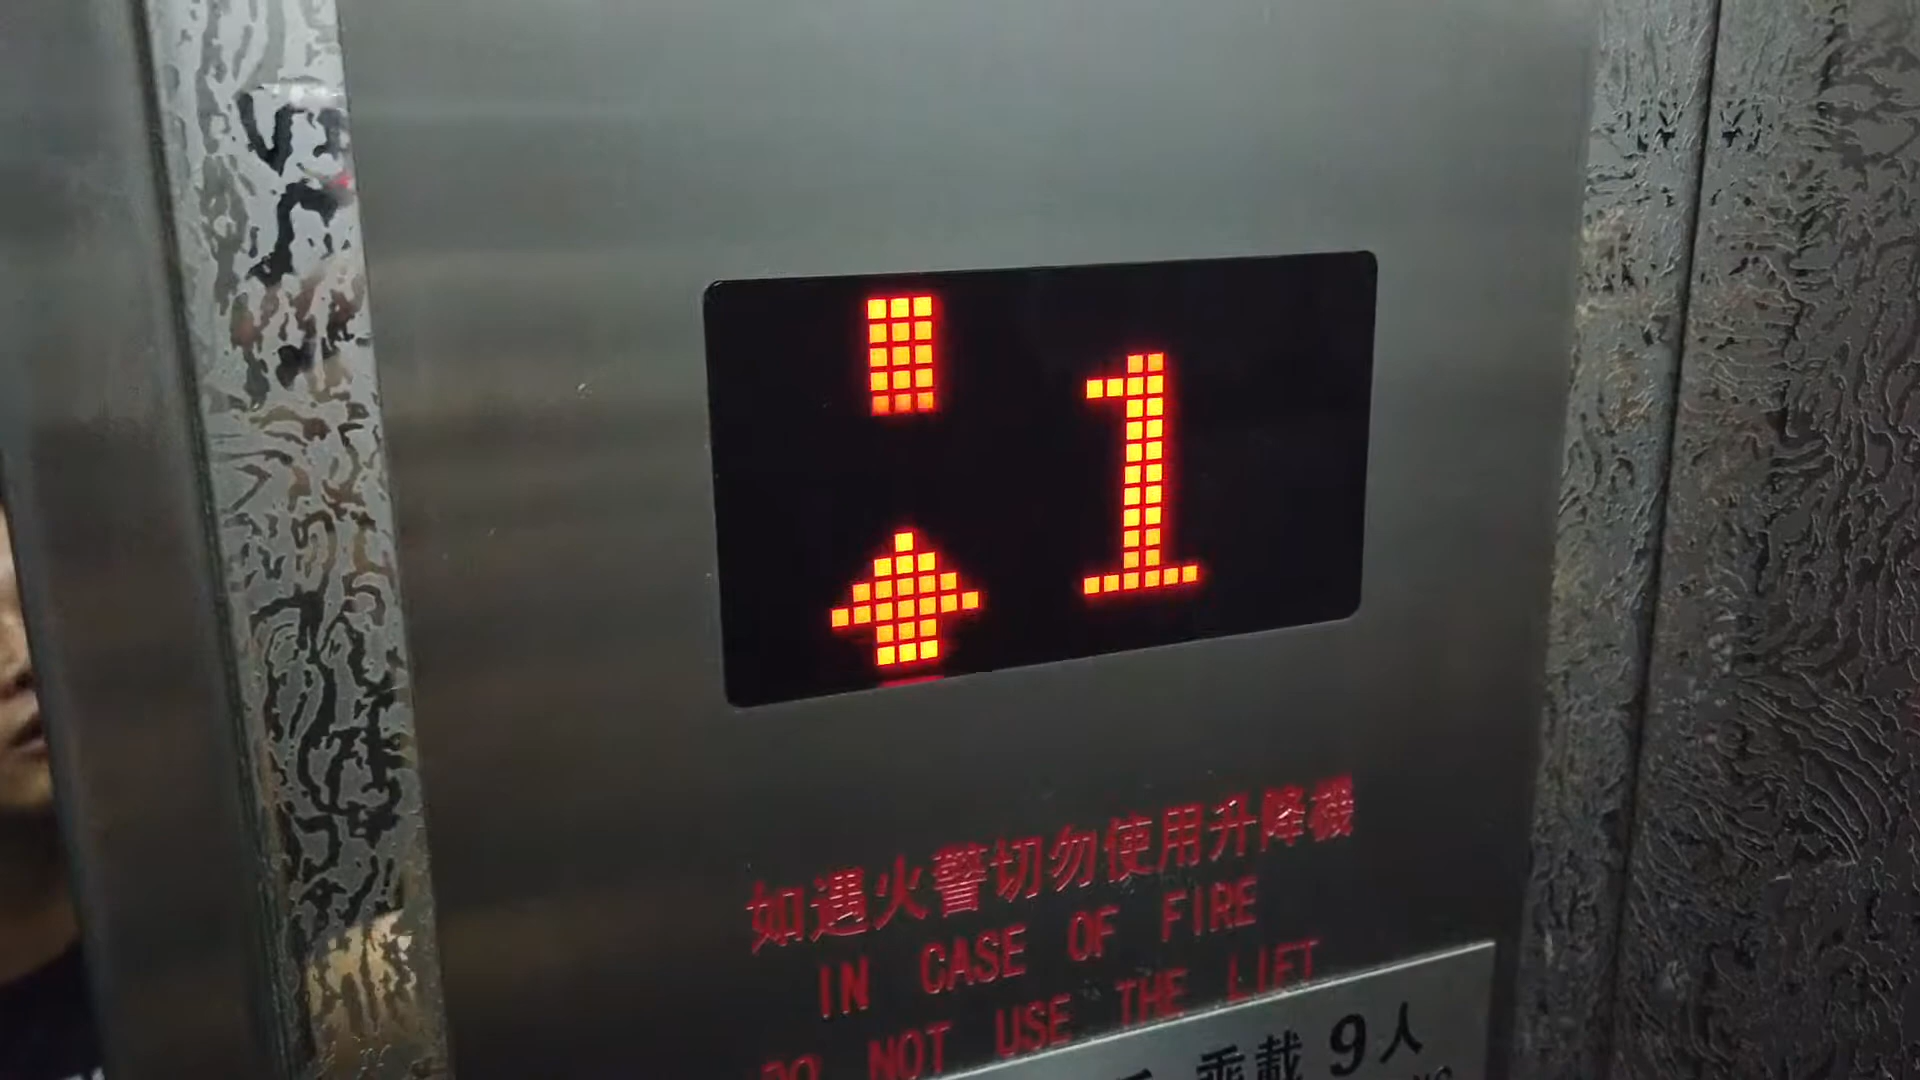 1
如遇火警切勿使用升降機
IN CASE OF FIRE
DO NOT USE THE LIFT
乘載 9人